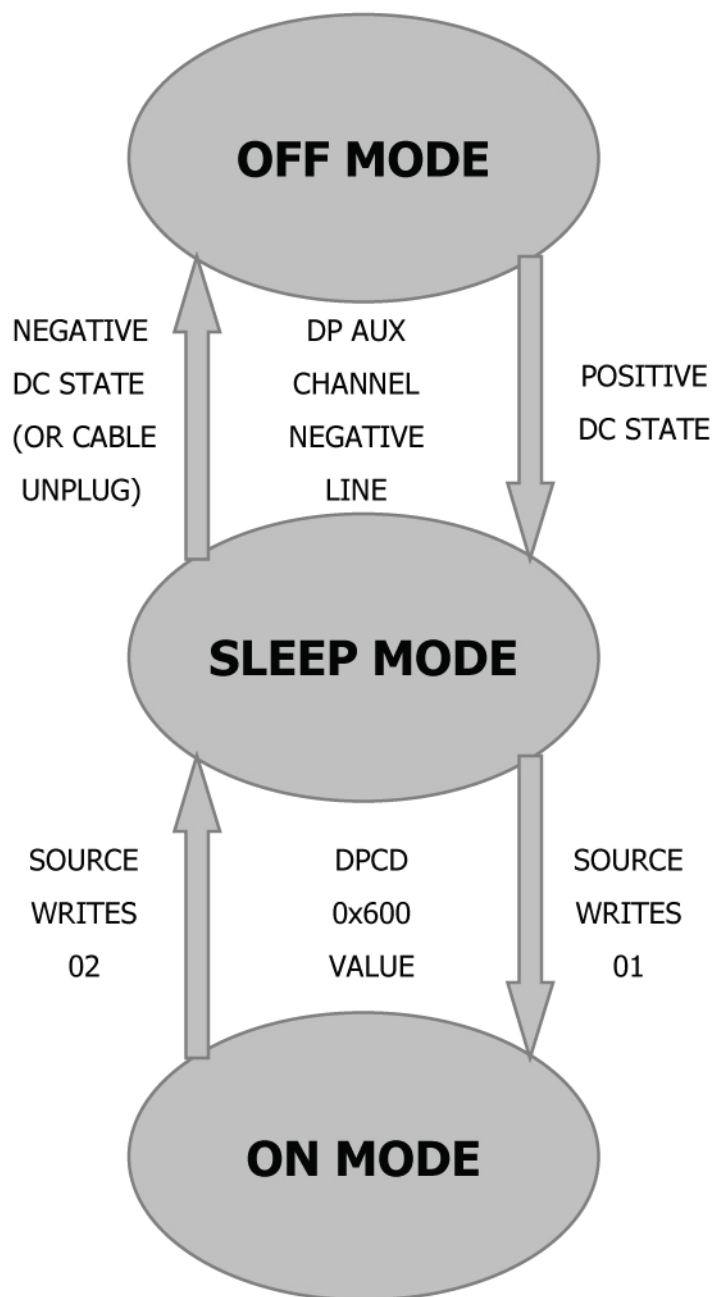 OFF MODE
NEGATIVE
DC STATE
(OR CABLE
UNPLUG)
DP AUX
CHANNEL
NEGATIVE
LINE
POSITIVE
DC STATE
SLEEP MODE
SOURCE
WRITES
02
DPCD
0x600
VALUE
SOURCE
WRITES
01
ON MODE